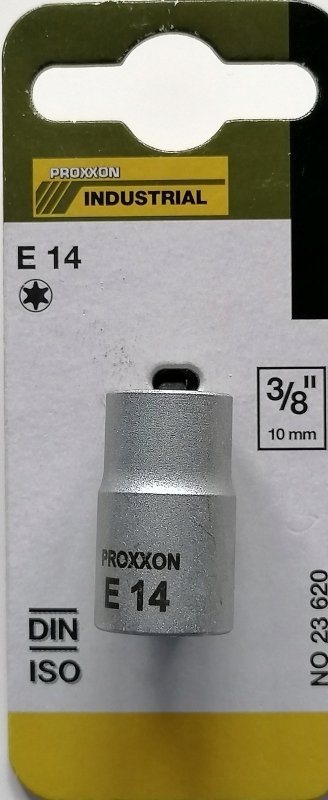 PROXXON
INDUSTRIAL
E 14
3/8"
10 mm
PROXXON
E 14
DIN
ISO
NO 23 620